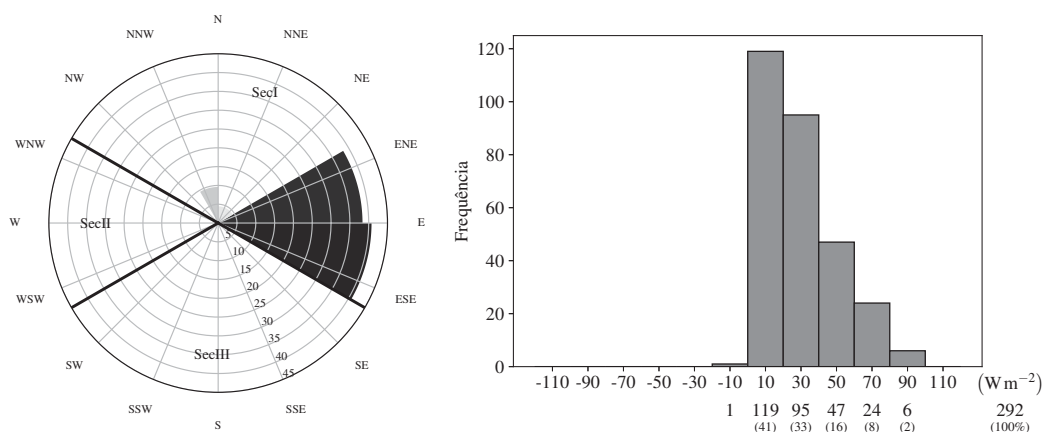 N
NNW NNE
NW NE
SecI
WNW ENE
W SecII E
5
10
15
WSW 20 ESE
25
30
35
SW SecIII 40 SE
45
SSW SSE
S
Frequência
120
100
80
60
40
20
0
-110 -90 -70 -50 -30 -10 10 30 50 70 90 110 (W m−2)
1 119 95 47 24 6 292
(41) (33) (16) (8) (2) (100%)